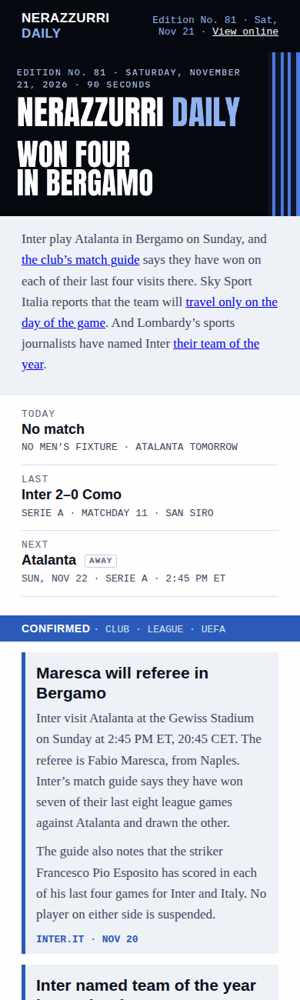 NERAZZURRI
DAILY
Edition No. 81 · Sat,
Nov 21 · View online
EDITION NO. 81 · SATURDAY, NOVEMBER
21, 2026 · 90 SECONDS
NERAZZURRI DAILY
WON FOUR
IN BERGAMO
Inter play Atalanta in Bergamo on Sunday, and
the club’s match guide says they have won on
each of their last four visits there. Sky Sport
Italia reports that the team will travel only on the
day of the game. And Lombardy’s sports
journalists have named Inter their team of the
year.
TODAY
No match
NO MEN’S FIXTURE · ATALANTA TOMORROW
LAST
Inter 2–0 Como
SERIE A · MATCHDAY 11 · SAN SIRO
NEXT
Atalanta AWAY
SUN, NOV 22 · SERIE A · 2:45 PM ET
CONFIRMED · CLUB · LEAGUE · UEFA
Maresca will referee in
Bergamo
Inter visit Atalanta at the Gewiss Stadium
on Sunday at 2:45 PM ET, 20:45 CET. The
referee is Fabio Maresca, from Naples.
Inter’s match guide says they have won
seven of their last eight league games
against Atalanta and drawn the other.
The guide also notes that the striker
Francesco Pio Esposito has scored in each
of his last four games for Inter and Italy. No
player on either side is suspended.
INTER.IT · NOV 20
Inter named team of the year